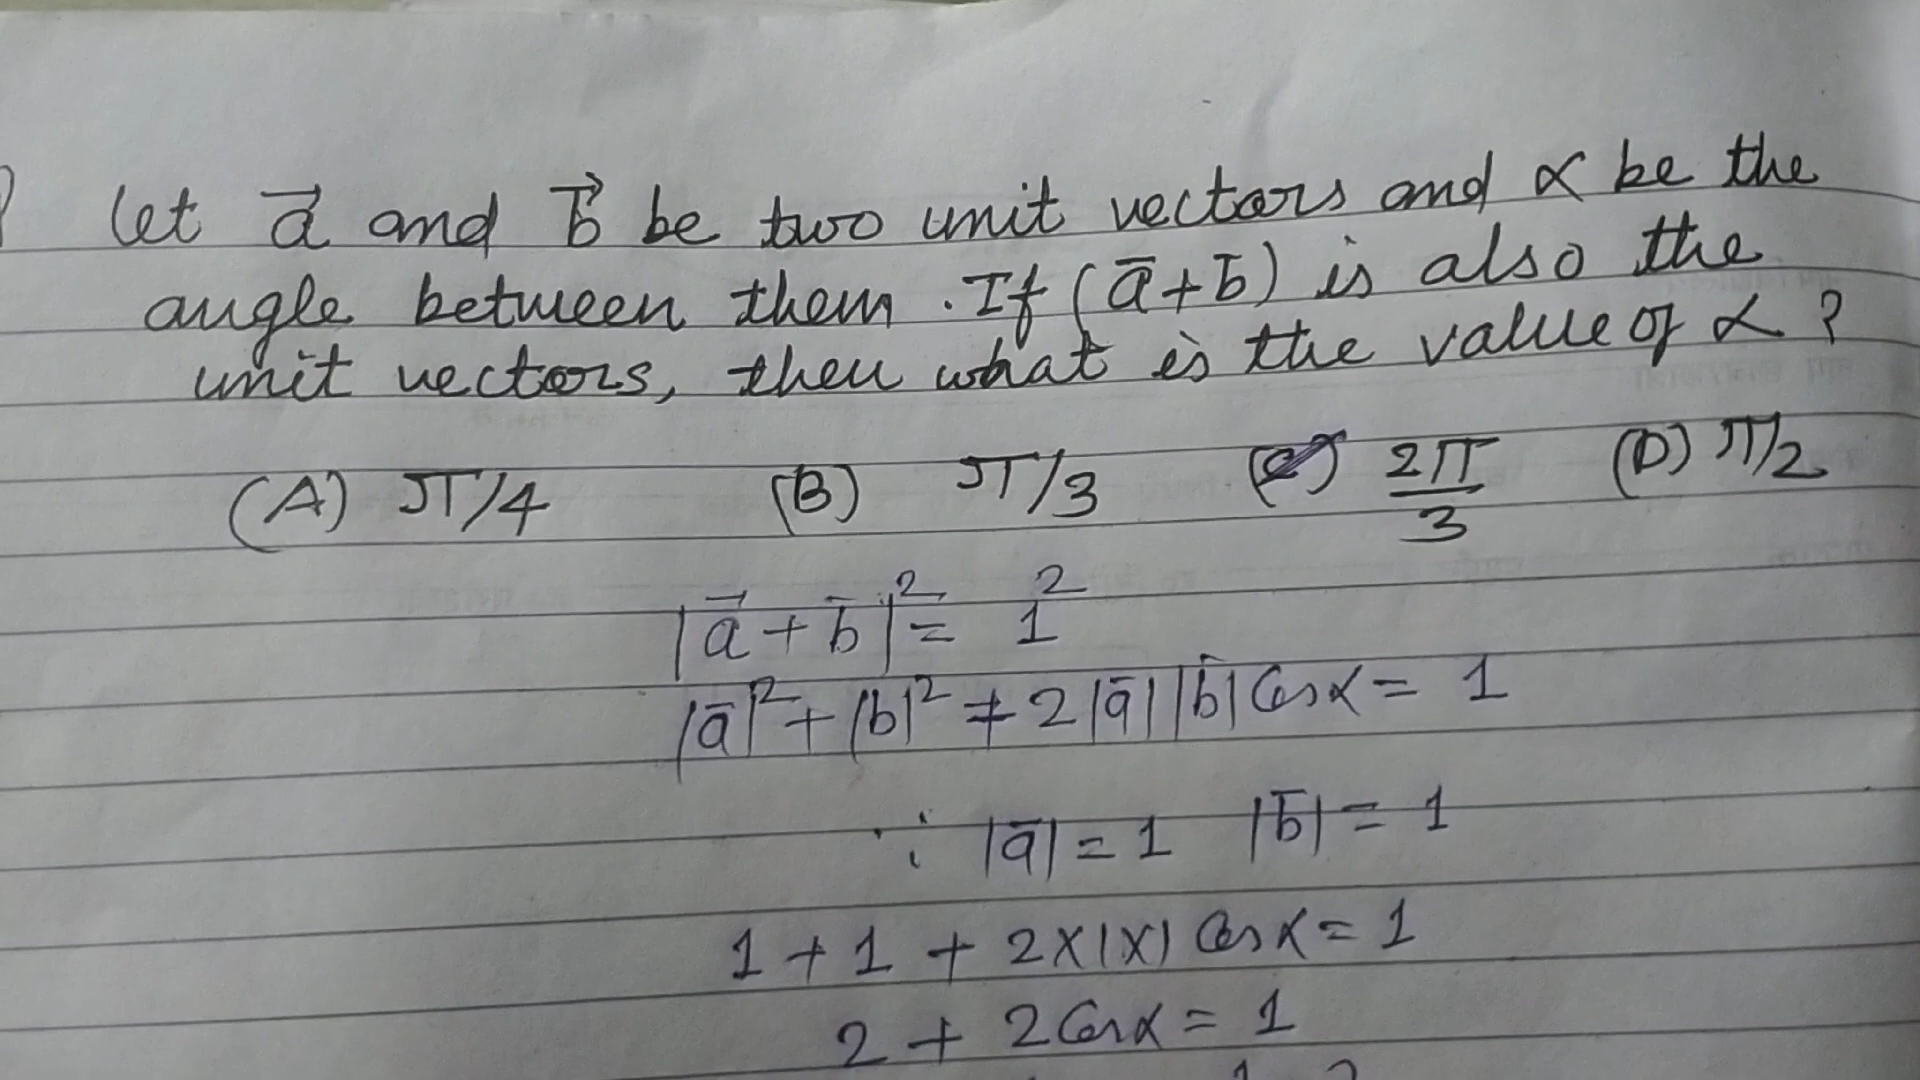 Let a⃗ and b⃗ be two unit vectors and α be the
angle between them. If (a̅+b̅) is also the
unit vectors, then what is the value of α?
(A) π/4 (B) π/3 (C) 2π/3 (D) π/2
|a⃗ + b̅|² = 1²
|a̅|² + |b|² + 2|a̅||b̅| Cos α = 1
∵ |a̅| = 1 |b̅| = 1
1 + 1 + 2×1×1 Cos α = 1
2 + 2 Cos α = 1